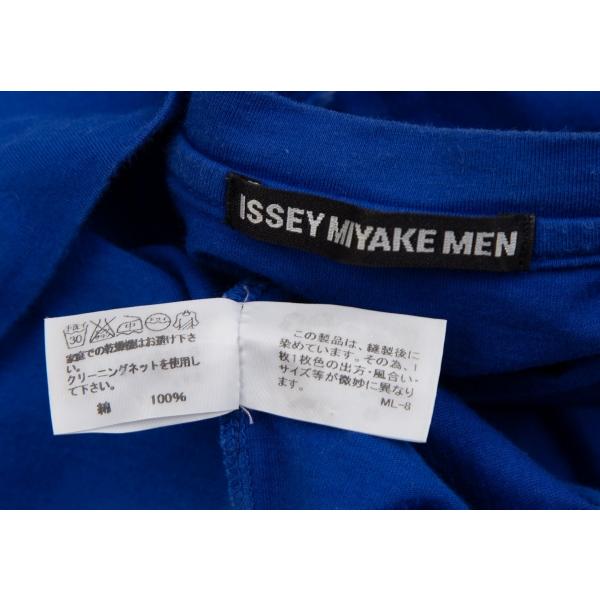 ISSEY MIYAKE MEN
手洗イ
30
中
家庭での乾燥機はお避け下さい。
クリーニングネットを使用して下さい。
綿 100%
この製品は、縫製後に
染めています。その為、1
枚1枚色の出方・風合い・
サイズ等が微妙に異なり
ます。
ML-8